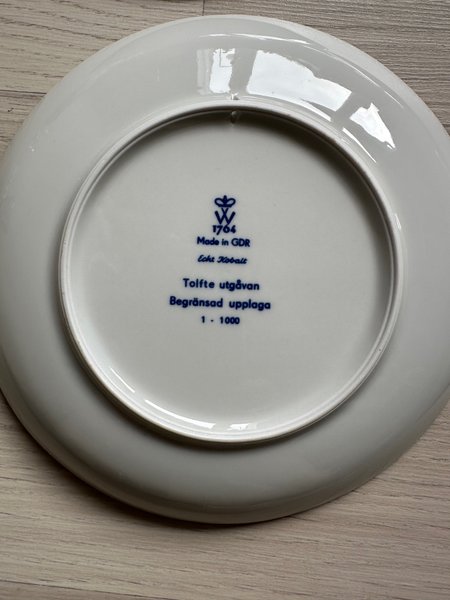 W
1764
Made in GDR
Echt Kobalt
Tolfte utgåvan
Begränsad upplaga
1 - 1000